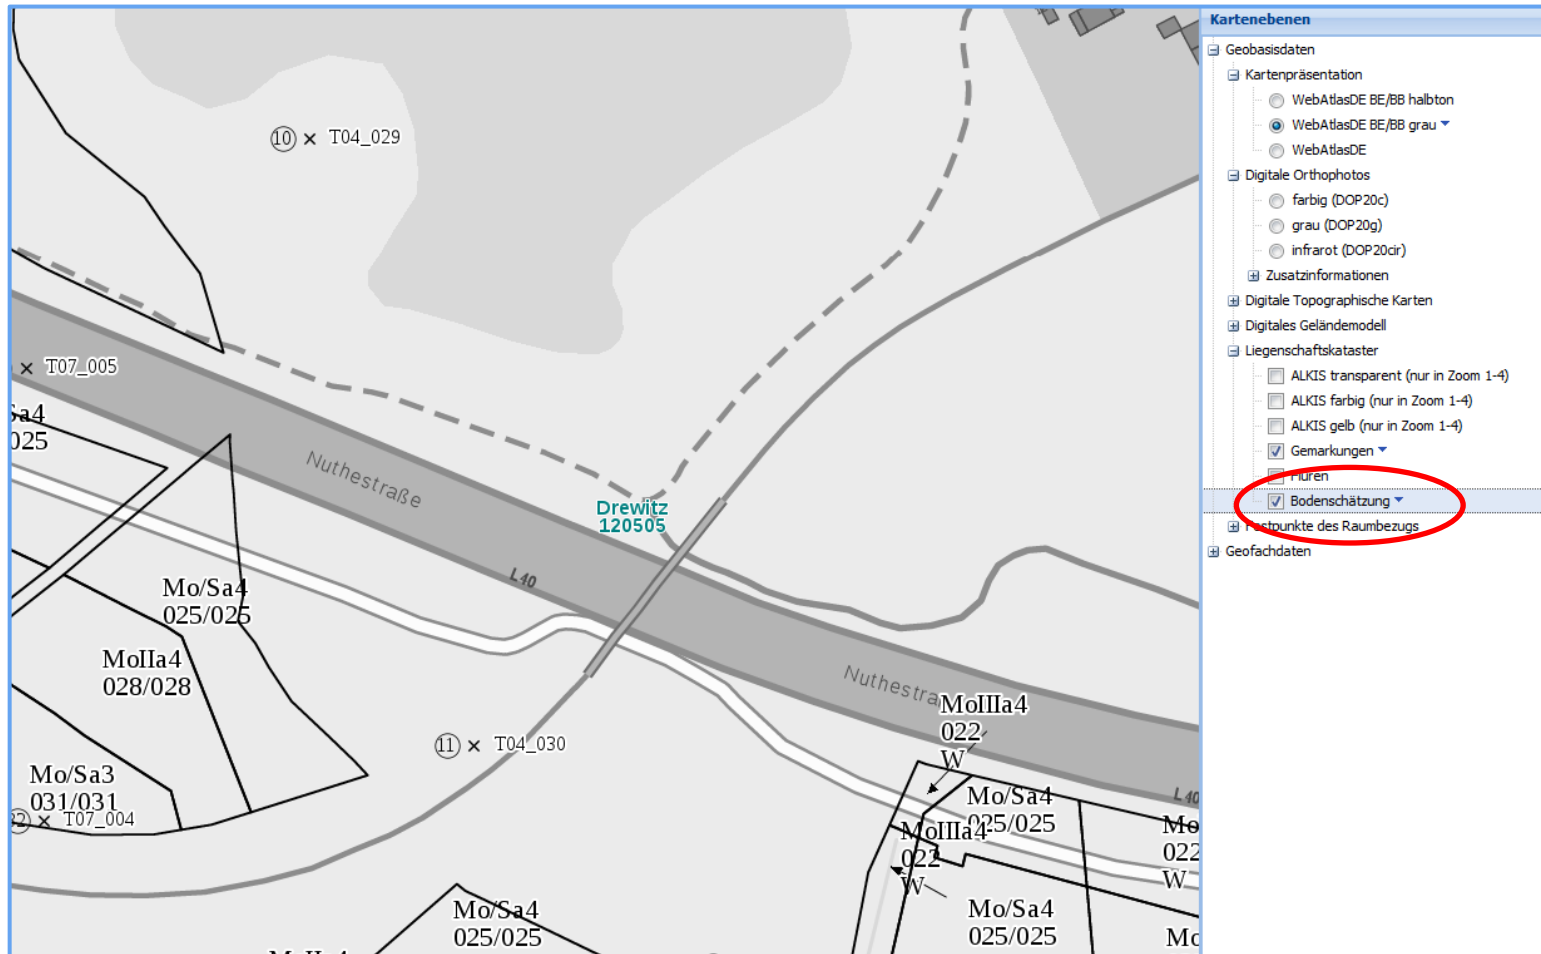 10 × T04_029
× T07_005
Sa4
025
Nuthestraße
Drewitz
120505
L40
Mo/Sa4
025/025
MoIIa4
028/028
Nuthestra
MoIIIa4
022
W
11 × T04_030
Mo/Sa3
031/031
× T07_004
Mo/Sa4
025/025
L 40
MoIIIa4
022
W
Mo
022
W
Mo/Sa4
025/025
Mo/Sa4
025/025
Mo
Kartenebenen
Geobasisdaten
Kartenpräsentation
WebAtlasDE BE/BB halbton
WebAtlasDE BE/BB grau
WebAtlasDE
Digitale Orthophotos
farbig (DOP20c)
grau (DOP20g)
infrarot (DOP20cir)
Zusatzinformationen
Digitale Topographische Karten
Digitales Geländemodell
Liegenschaftskataster
ALKIS transparent (nur in Zoom 1-4)
ALKIS farbig (nur in Zoom 1-4)
ALKIS gelb (nur in Zoom 1-4)
Gemarkungen
Fluren
Bodenschätzung
Festpunkte des Raumbezugs
Geofachdaten